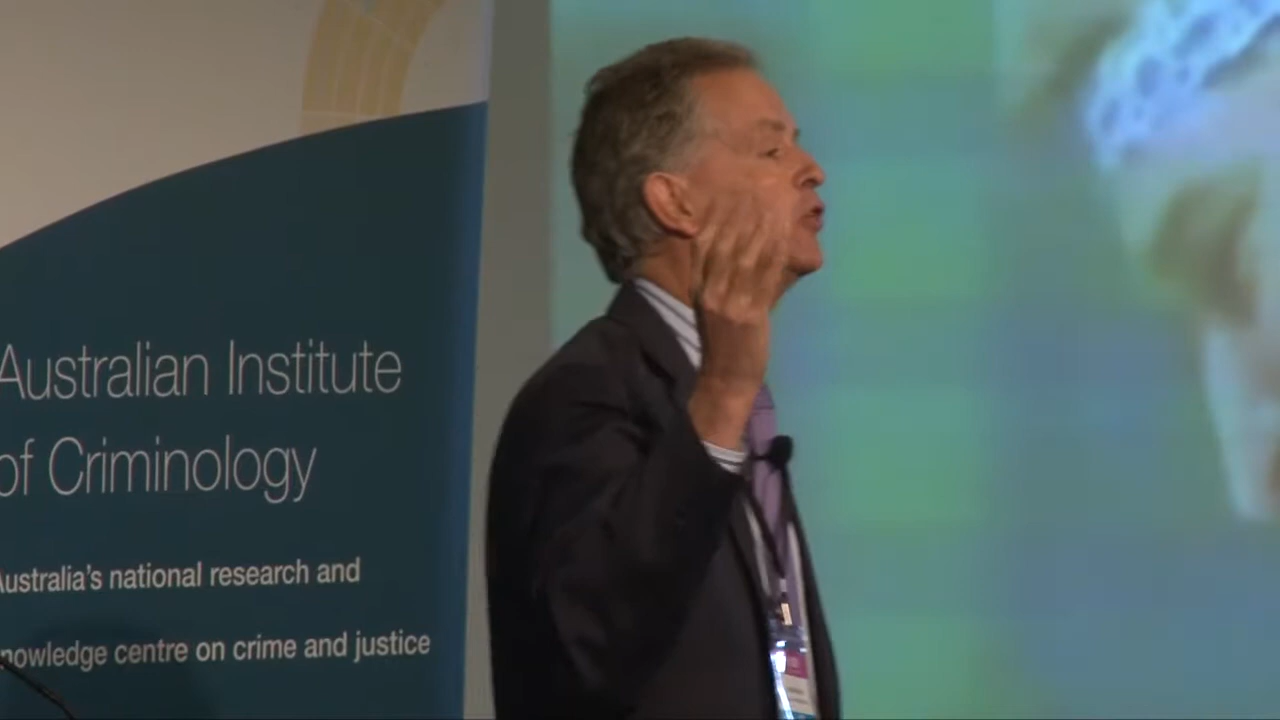 Australian Institute
of Criminology
Australia's national research and
nowledge centre on crime and justice